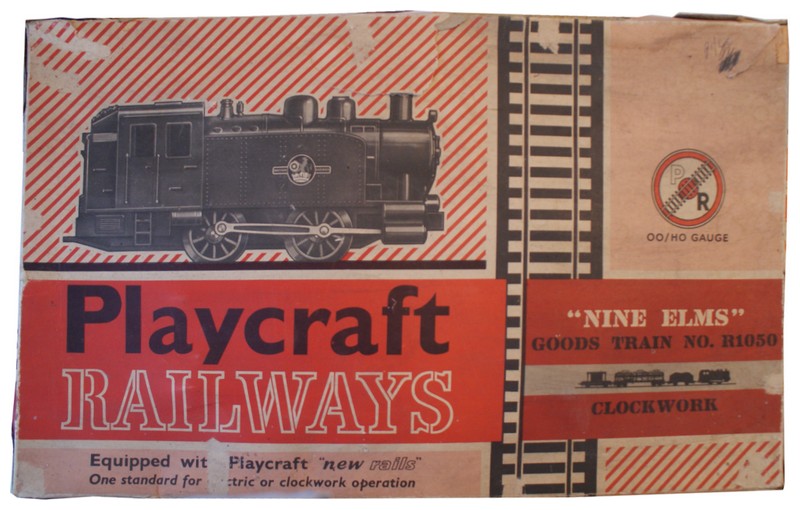 P
R
OO/HO GAUGE
Playcraft
RAILWAYS
"NINE ELMS"
GOODS TRAIN NO. R1050
CLOCKWORK
Equipped wit Playcraft "new rails"
One standard for ctric or clockwork operation